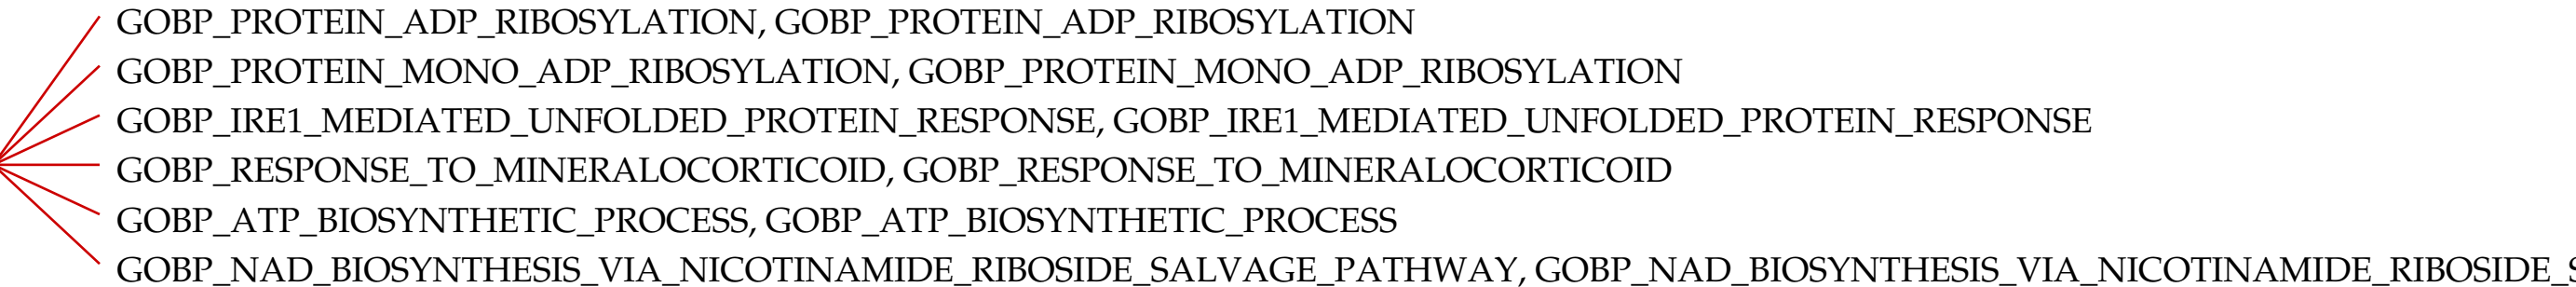 GOBP_PROTEIN_ADP_RIBOSYLATION, GOBP_PROTEIN_ADP_RIBOSYLATION
GOBP_PROTEIN_MONO_ADP_RIBOSYLATION, GOBP_PROTEIN_MONO_ADP_RIBOSYLATION
GOBP_IRE1_MEDIATED_UNFOLDED_PROTEIN_RESPONSE, GOBP_IRE1_MEDIATED_UNFOLDED_PROTEIN_RESPONSE
GOBP_RESPONSE_TO_MINERALOCORTICOID, GOBP_RESPONSE_TO_MINERALOCORTICOID
GOBP_ATP_BIOSYNTHETIC_PROCESS, GOBP_ATP_BIOSYNTHETIC_PROCESS
GOBP_NAD_BIOSYNTHESIS_VIA_NICOTINAMIDE_RIBOSIDE_SALVAGE_PATHWAY, GOBP_NAD_BIOSYNTHESIS_VIA_NICOTINAMIDE_RIBOSIDE_